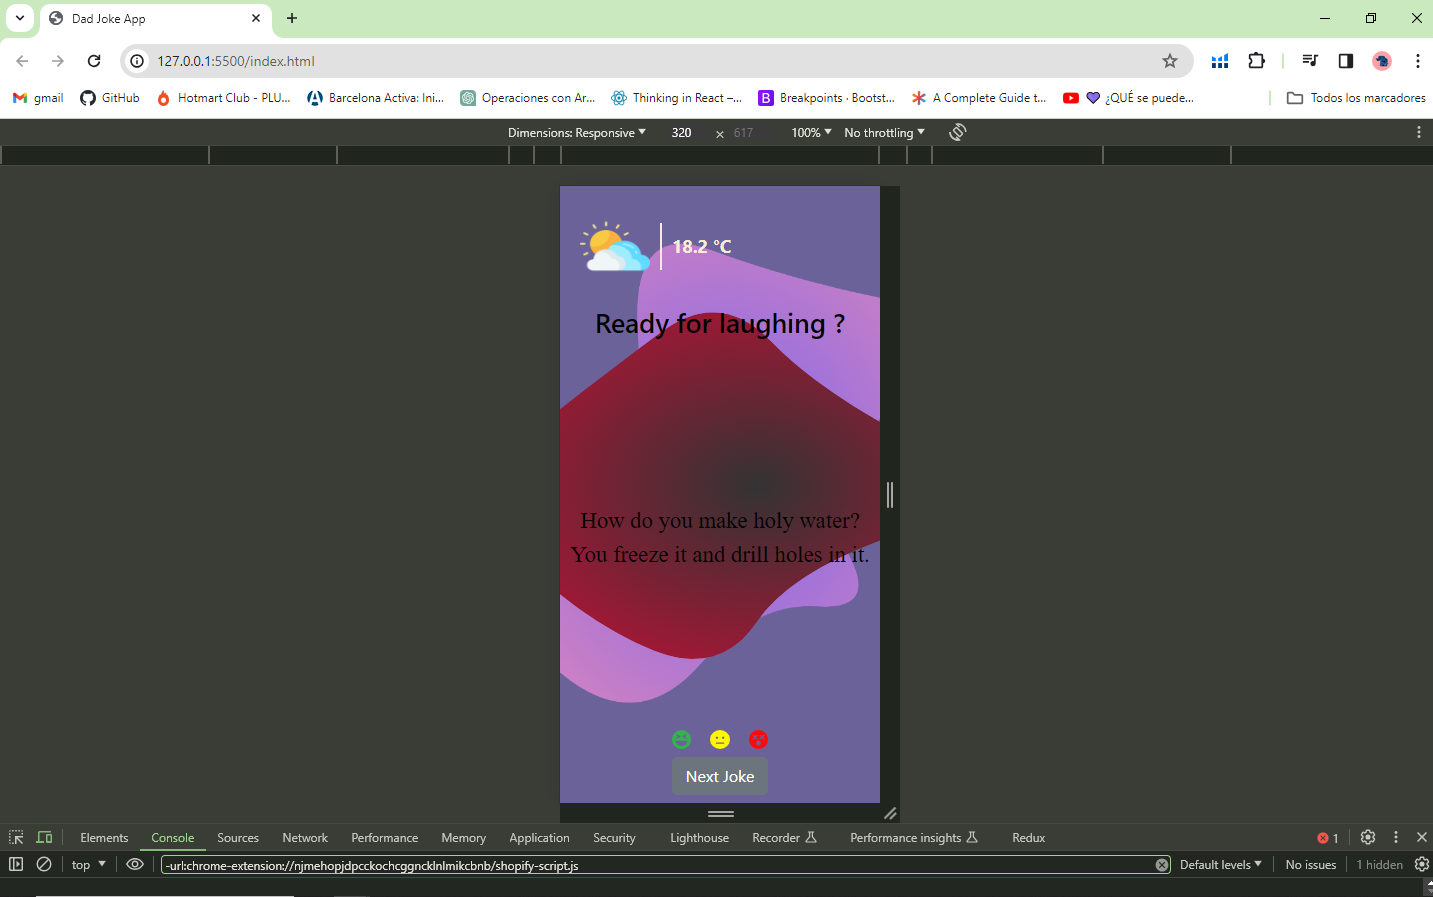 Dad Joke App
127.0.0.1:5500/index.html
gmail GitHub Hotmart Club - PLU... Barcelona Activa: Ini... Operaciones con Ar... Thinking in React –... Breakpoints · Bootst... A Complete Guide t... ¿QUÉ se puede... Todos los marcadores
Dimensions: Responsive 320 × 617 100% No throttling
18.2 °C
Ready for laughing ?
How do you make holy water?
You freeze it and drill holes in it.
Next Joke
Elements Console Sources Network Performance Memory Application Security Lighthouse Recorder Performance insights Redux 1
top -url:chrome-extension://njmehopjdpcckochcggncklnlmikcbnb/shopify-script.js Default levels No issues 1 hidden